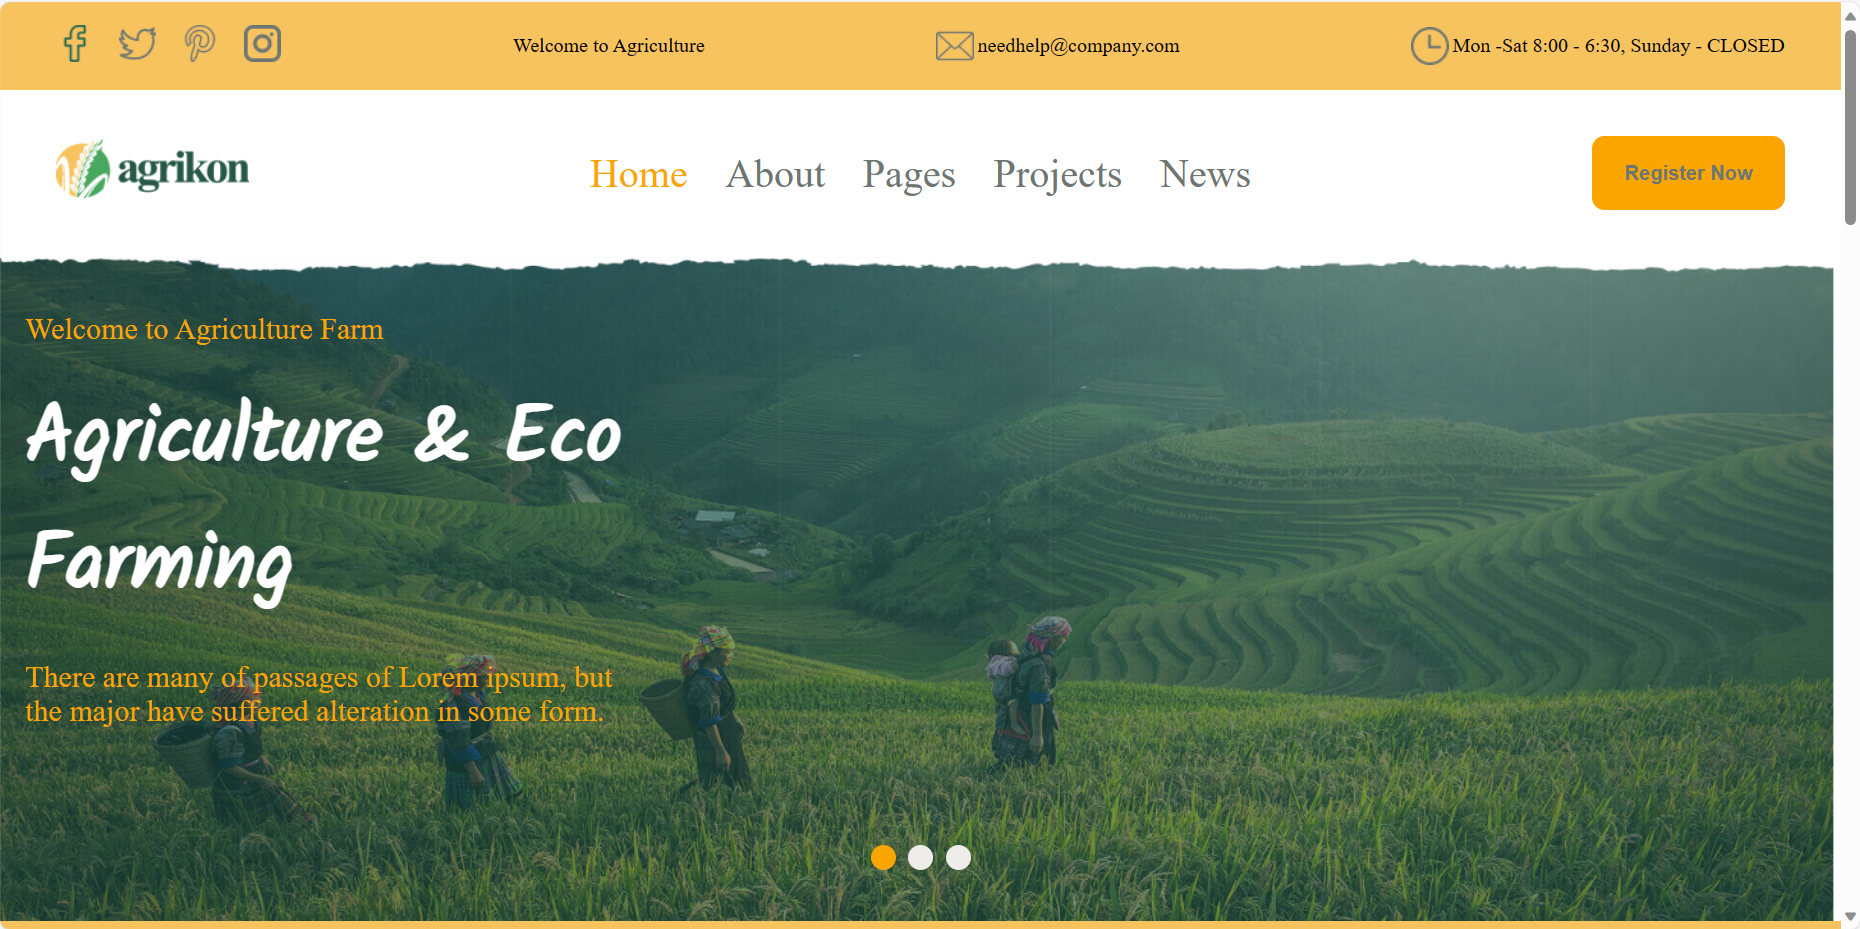 Welcome to Agriculture
needhelp@company.com
Mon -Sat 8:00 - 6:30, Sunday - CLOSED
agrikon
Home
About
Pages
Projects
News
Register Now
Welcome to Agriculture Farm
Agriculture & Eco
Farming
There are many of passages of Lorem ipsum, but
the major have suffered alteration in some form.